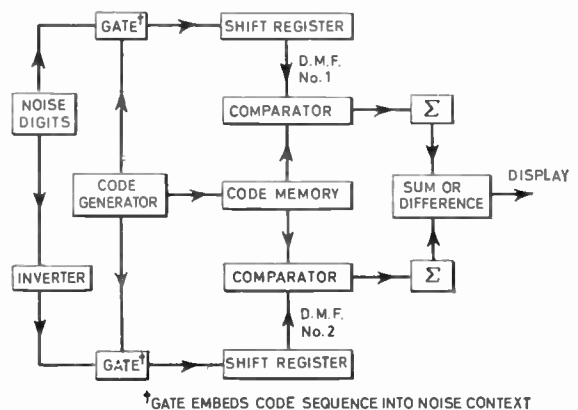 GATE†
SHIFT REGISTER
D.M.F.
No.1
NOISE
DIGITS
COMPARATOR
Σ
CODE
GENERATOR
CODE MEMORY
SUM OR
DIFFERENCE
DISPLAY
INVERTER
COMPARATOR
Σ
D.M.F.
No.2
GATE†
SHIFT REGISTER
†GATE EMBEDS CODE SEQUENCE INTO NOISE CONTEXT